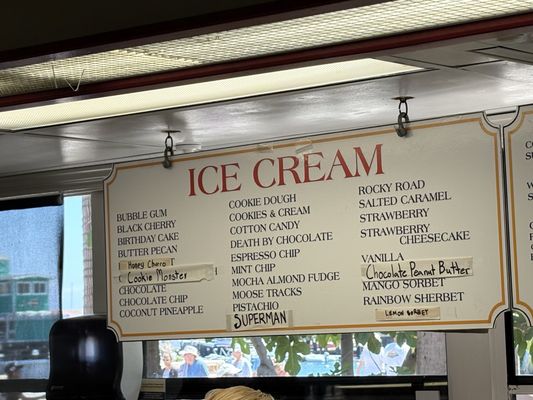 ICE CREAM
BUBBLE GUM
BLACK CHERRY
BIRTHDAY CAKE
BUTTER PECAN
Honey Churro
Cookie Monster
CHOCOLATE
CHOCOLATE CHIP
COCONUT PINEAPPLE
COOKIE DOUGH
COOKIES & CREAM
COTTON CANDY
DEATH BY CHOCOLATE
ESPRESSO CHIP
MINT CHIP
MOCHA ALMOND FUDGE
MOOSE TRACKS
PISTACHIO
SUPERMAN
ROCKY ROAD
SALTED CARAMEL
STRAWBERRY
STRAWBERRY
CHEESECAKE
VANILLA
Chocolate Peanut Butter
MANGO SORBET
RAINBOW SHERBET
LEMON SORBET